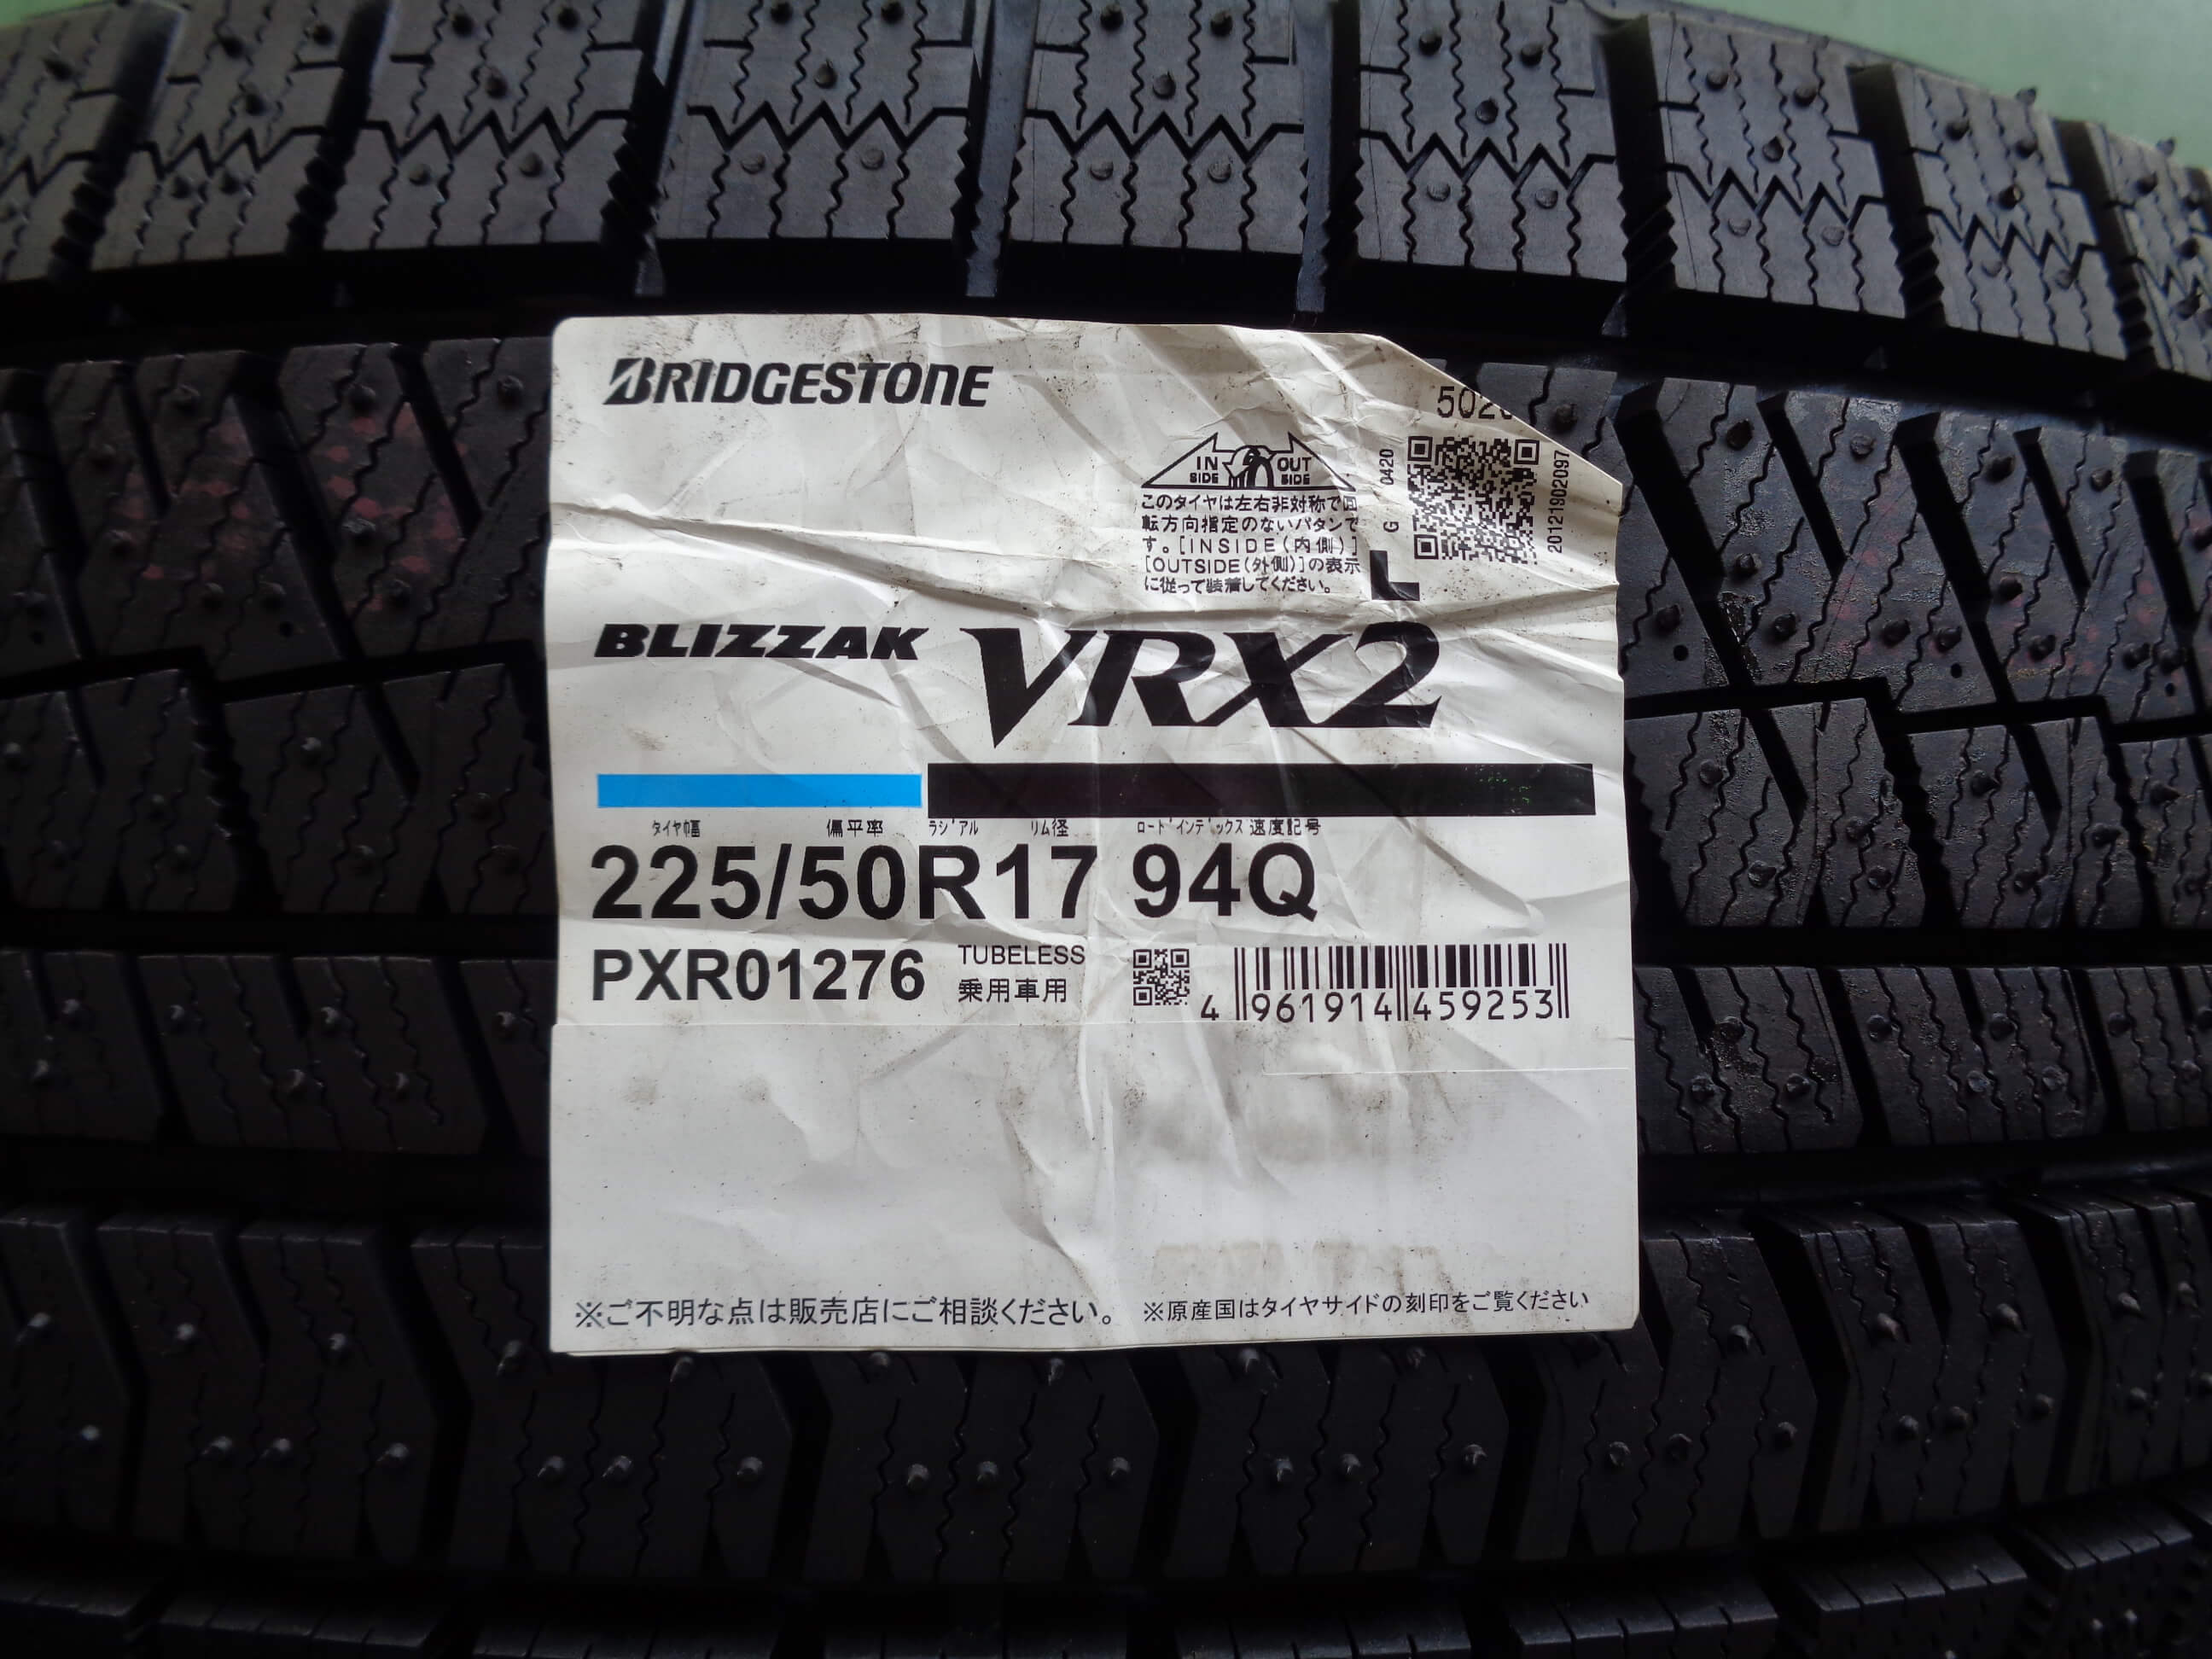 BRIDGESTONE
IN SIDE OUT SIDE
このタイヤは左右非対称で回
転方向指定のないパタンで
す。[INSIDE(内側)]
[OUTSIDE(外側)]の表示
に従って装着してください。
0420
G
L
20121902097
BLIZZAK VRX2
タイヤ巾畐 偏平率 ラジアル リム径 ロードインデックス 速度記号
225/50R17 94Q
PXR01276
TUBELESS
乗用車用
4 961914 459253
※ご不明な点は販売店にご相談ください。 ※原産国はタイヤサイドの刻印をご覧ください